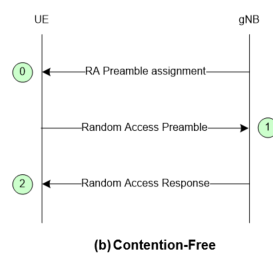 UE gNB
0 RA Preamble assignment
Random Access Preamble 1
2 Random Access Response
(b) Contention-Free